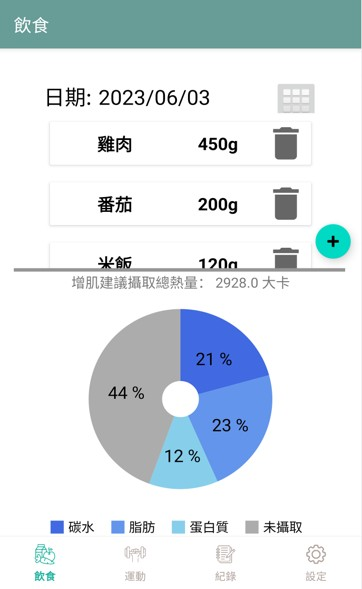 飲食
日期: 2023/06/03
雞肉 450g
番茄 200g
米飯 120g
+
增肌建議攝取總熱量： 2928.0 大卡
21 %
44 %
23 %
12 %
碳水 脂肪 蛋白質 未攝取
飲食 運動 紀錄 設定